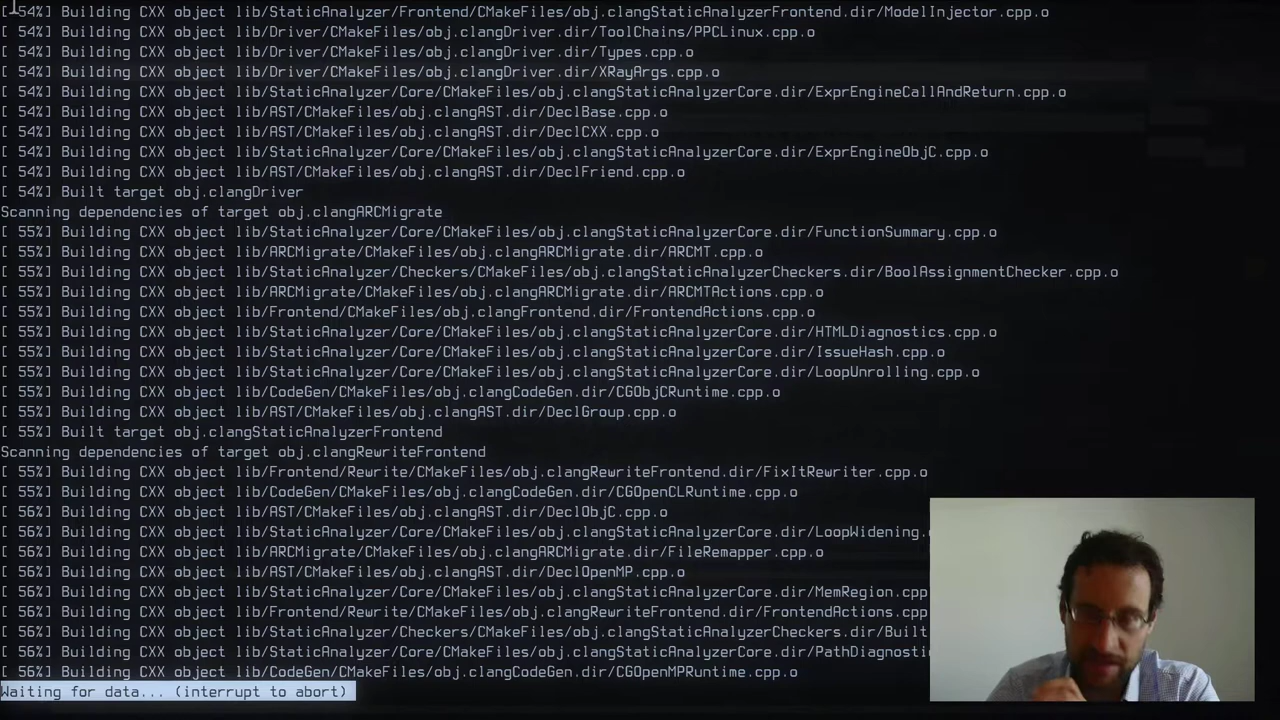 [ 54%] Building CXX object lib/StaticAnalyzer/Frontend/CMakeFiles/obj.clangStaticAnalyzerFrontend.dir/ModelInjector.cpp.o
[ 54%] Building CXX object lib/Driver/CMakeFiles/obj.clangDriver.dir/ToolChains/PPCLinux.cpp.o
[ 54%] Building CXX object lib/Driver/CMakeFiles/obj.clangDriver.dir/Types.cpp.o
[ 54%] Building CXX object lib/Driver/CMakeFiles/obj.clangDriver.dir/XRayArgs.cpp.o
[ 54%] Building CXX object lib/StaticAnalyzer/Core/CMakeFiles/obj.clangStaticAnalyzerCore.dir/ExprEngineCallAndReturn.cpp.o
[ 54%] Building CXX object lib/AST/CMakeFiles/obj.clangAST.dir/DeclBase.cpp.o
[ 54%] Building CXX object lib/AST/CMakeFiles/obj.clangAST.dir/DeclCXX.cpp.o
[ 54%] Building CXX object lib/StaticAnalyzer/Core/CMakeFiles/obj.clangStaticAnalyzerCore.dir/ExprEngineObjC.cpp.o
[ 54%] Building CXX object lib/AST/CMakeFiles/obj.clangAST.dir/DeclFriend.cpp.o
[ 54%] Built target obj.clangDriver
Scanning dependencies of target obj.clangARCMigrate
[ 55%] Building CXX object lib/StaticAnalyzer/Core/CMakeFiles/obj.clangStaticAnalyzerCore.dir/FunctionSummary.cpp.o
[ 55%] Building CXX object lib/ARCMigrate/CMakeFiles/obj.clangARCMigrate.dir/ARCMT.cpp.o
[ 55%] Building CXX object lib/StaticAnalyzer/Checkers/CMakeFiles/obj.clangStaticAnalyzerCheckers.dir/BoolAssignmentChecker.cpp.o
[ 55%] Building CXX object lib/ARCMigrate/CMakeFiles/obj.clangARCMigrate.dir/ARCMTActions.cpp.o
[ 55%] Building CXX object lib/Frontend/CMakeFiles/obj.clangFrontend.dir/FrontendActions.cpp.o
[ 55%] Building CXX object lib/StaticAnalyzer/Core/CMakeFiles/obj.clangStaticAnalyzerCore.dir/HTMLDiagnostics.cpp.o
[ 55%] Building CXX object lib/StaticAnalyzer/Core/CMakeFiles/obj.clangStaticAnalyzerCore.dir/IssueHash.cpp.o
[ 55%] Building CXX object lib/StaticAnalyzer/Core/CMakeFiles/obj.clangStaticAnalyzerCore.dir/LoopUnrolling.cpp.o
[ 55%] Building CXX object lib/CodeGen/CMakeFiles/obj.clangCodeGen.dir/CGObjCRuntime.cpp.o
[ 55%] Building CXX object lib/AST/CMakeFiles/obj.clangAST.dir/DeclGroup.cpp.o
[ 55%] Built target obj.clangStaticAnalyzerFrontend
Scanning dependencies of target obj.clangRewriteFrontend
[ 55%] Building CXX object lib/Frontend/Rewrite/CMakeFiles/obj.clangRewriteFrontend.dir/FixItRewriter.cpp.o
[ 55%] Building CXX object lib/CodeGen/CMakeFiles/obj.clangCodeGen.dir/CGOpenCLRuntime.cpp.o
[ 56%] Building CXX object lib/AST/CMakeFiles/obj.clangAST.dir/DeclObjC.cpp.o
[ 56%] Building CXX object lib/StaticAnalyzer/Core/CMakeFiles/obj.clangStaticAnalyzerCore.dir/LoopWidening.
[ 56%] Building CXX object lib/ARCMigrate/CMakeFiles/obj.clangARCMigrate.dir/FileRemapper.cpp.o
[ 56%] Building CXX object lib/AST/CMakeFiles/obj.clangAST.dir/DeclOpenMP.cpp.o
[ 56%] Building CXX object lib/StaticAnalyzer/Core/CMakeFiles/obj.clangStaticAnalyzerCore.dir/MemRegion.cpp
[ 56%] Building CXX object lib/Frontend/Rewrite/CMakeFiles/obj.clangRewriteFrontend.dir/FrontendActions.cpp
[ 56%] Building CXX object lib/StaticAnalyzer/Checkers/CMakeFiles/obj.clangStaticAnalyzerCheckers.dir/Built
[ 56%] Building CXX object lib/StaticAnalyzer/Core/CMakeFiles/obj.clangStaticAnalyzerCore.dir/PathDiagnosti
[ 56%] Building CXX object lib/CodeGen/CMakeFiles/obj.clangCodeGen.dir/CGOpenMPRuntime.cpp.o
Waiting for data... (interrupt to abort)